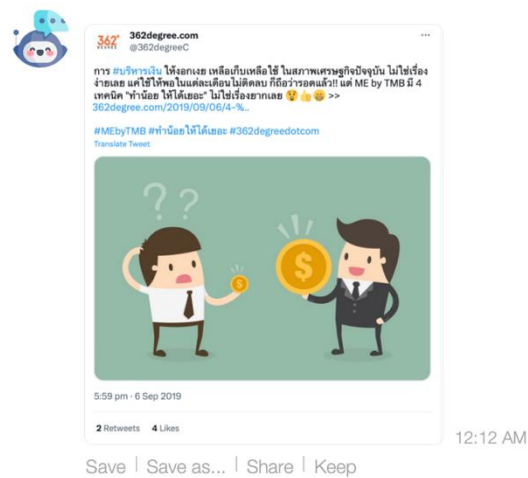 362°
DEGREE
362degree.com
@362degreeC
การ #บริหารเงิน ให้งอกเงย เหลือเก็บเหลือใช้ ในสภาพเศรษฐกิจปัจจุบัน ไม่ใช่เรื่อง
ง่ายเลย แค่ใช้ให้พอในแต่ละเดือนไม่ติดลบ ก็ถือว่ารอดแล้ว!! แต่ ME by TMB มี 4
เทคนิค "ทำน้อย ให้ได้เยอะ" ไม่ใช่เรื่องยากเลย 😲👍😁 >>
362degree.com/2019/09/06/4-%...
#MEbyTMB #ทำน้อยให้ได้เยอะ #362degreedotcom
Translate Tweet
? ?
$
$
5:59 pm · 6 Sep 2019
2 Retweets 4 Likes
12:12 AM
Save | Save as... | Share | Keep